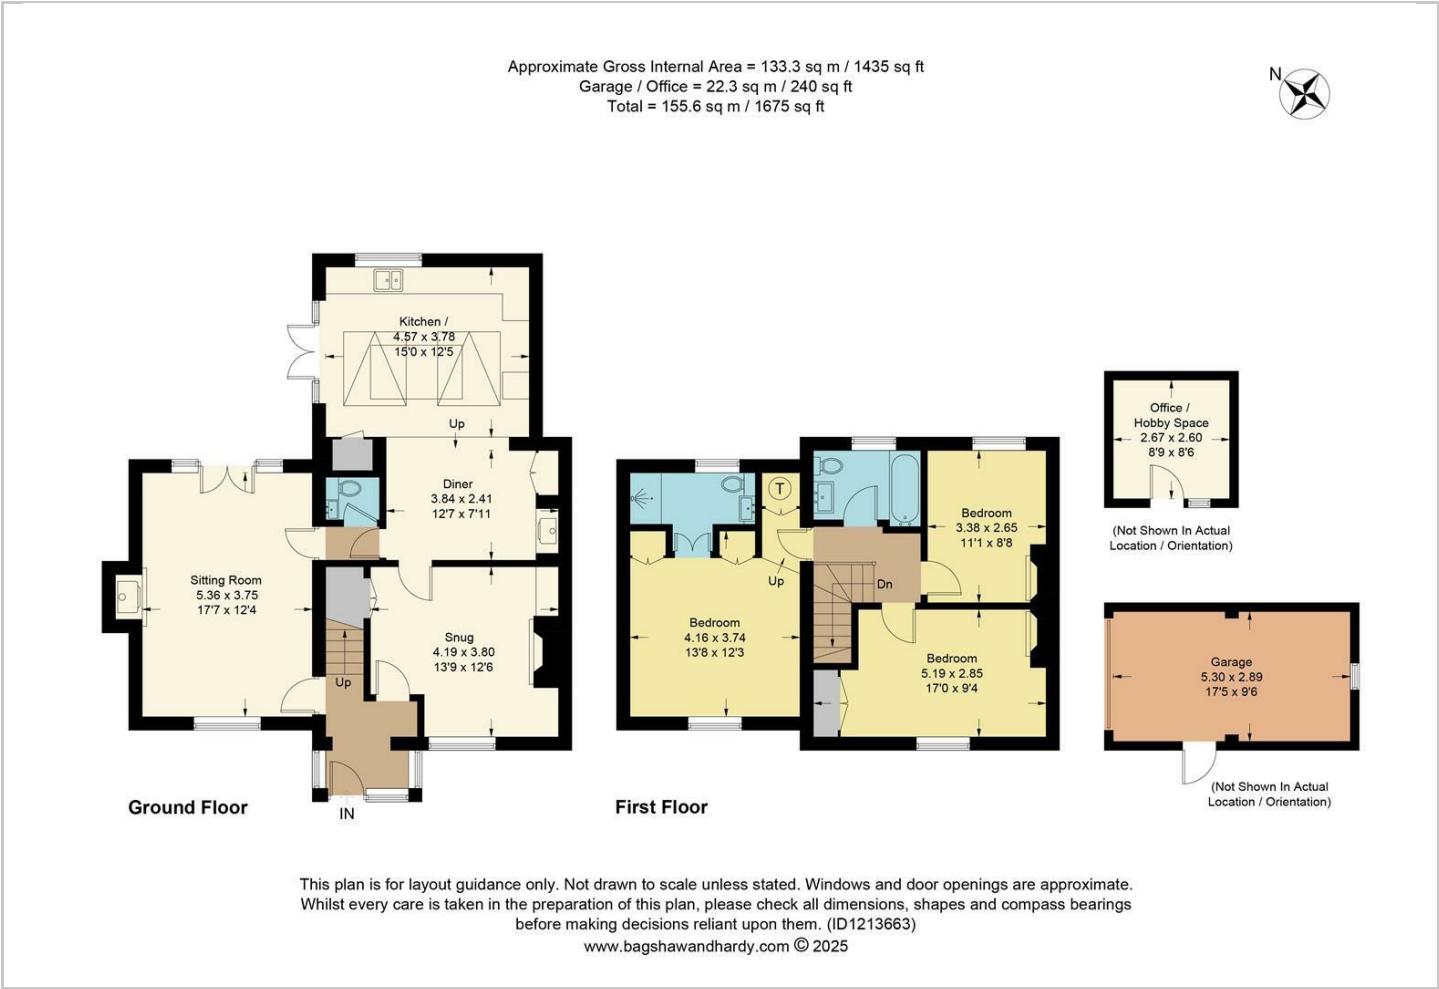 Approximate Gross Internal Area = 133.3 sq m / 1435 sq ft
Garage / Office = 22.3 sq m / 240 sq ft
Total = 155.6 sq m / 1675 sq ft
N
Kitchen /
4.57 x 3.78
15'0 x 12'5
Up
Diner
3.84 x 2.41
12'7 x 7'11
Sitting Room
5.36 x 3.75
17'7 x 12'4
Snug
4.19 x 3.80
13'9 x 12'6
Up
IN
Ground Floor
T
Up
Dn
Bedroom
3.38 x 2.65
11'1 x 8'8
Bedroom
4.16 x 3.74
13'8 x 12'3
Bedroom
5.19 x 2.85
17'0 x 9'4
First Floor
Office /
Hobby Space
2.67 x 2.60
8'9 x 8'6
(Not Shown In Actual
Location / Orientation)
Garage
5.30 x 2.89
17'5 x 9'6
(Not Shown In Actual
Location / Orientation)
This plan is for layout guidance only. Not drawn to scale unless stated. Windows and door openings are approximate.
Whilst every care is taken in the preparation of this plan, please check all dimensions, shapes and compass bearings
before making decisions reliant upon them. (ID1213663)
www.bagshawandhardy.com © 2025